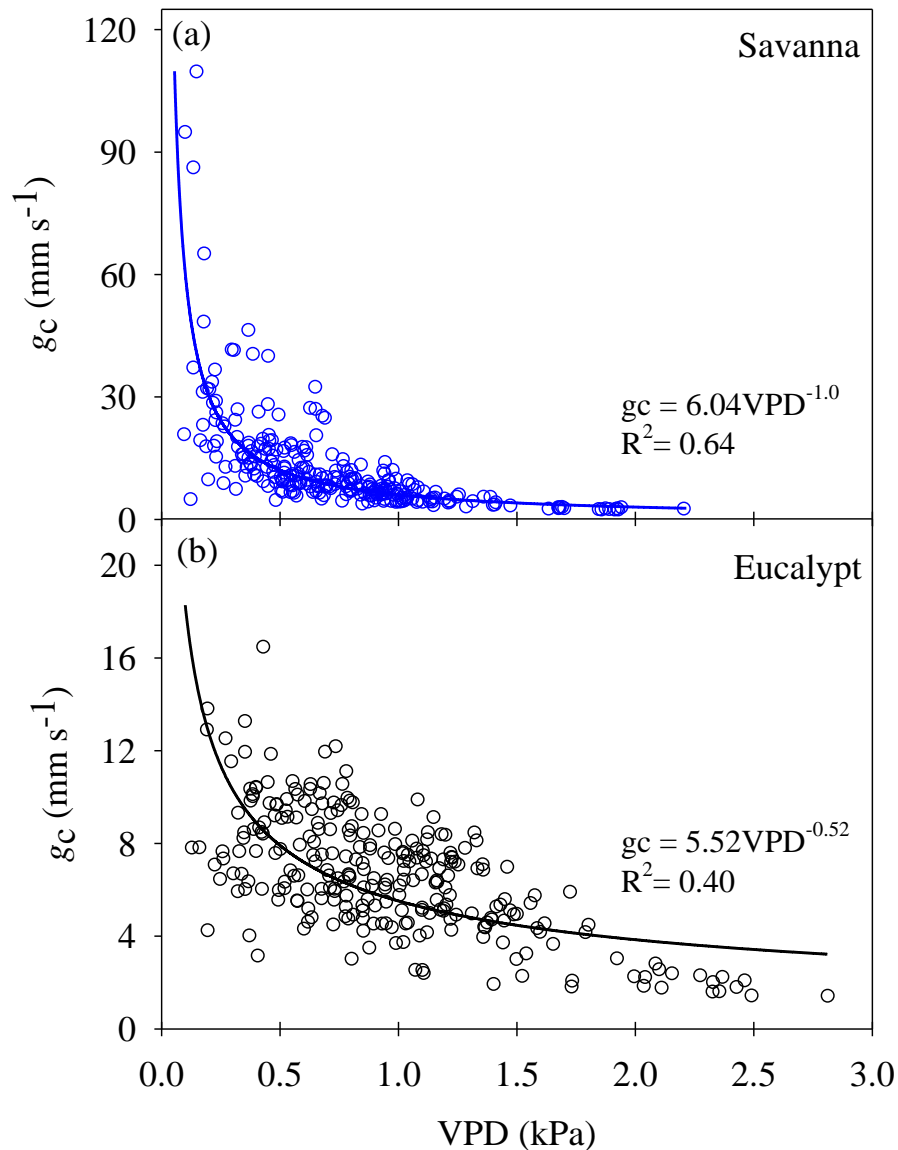 120
(a)
Savanna
90
60
30
0
gc (mm s-1)
gc = 6.04VPD-1.0
R2= 0.64
(b)
Eucalypt
20
16
12
8
4
0
gc (mm s-1)
gc = 5.52VPD-0.52
R2= 0.40
0.0 0.5 1.0 1.5 2.0 2.5 3.0
VPD (kPa)